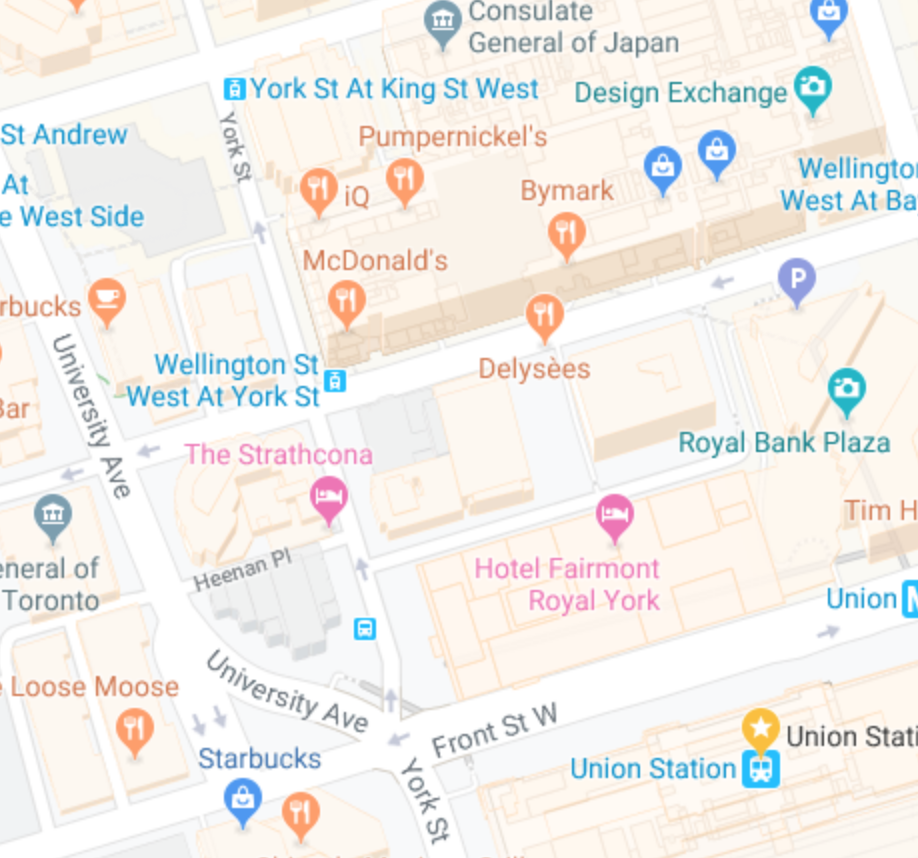 Consulate
General of Japan
York St At King St West
Design Exchange
York St
St Andrew
Pumpernickel's
At
e West Side
iQ
Bymark
Wellington
West At Ba
McDonald's
rbucks
University Ave
Wellington St
West At York St
Delysèes
Bar
The Strathcona
Royal Bank Plaza
P
eneral of
Toronto
Heenan Pl
Hotel Fairmont
Royal York
Tim H
Union
e Loose Moose
University Ave
Front St W
Starbucks
York St
Union Station
Union Stati